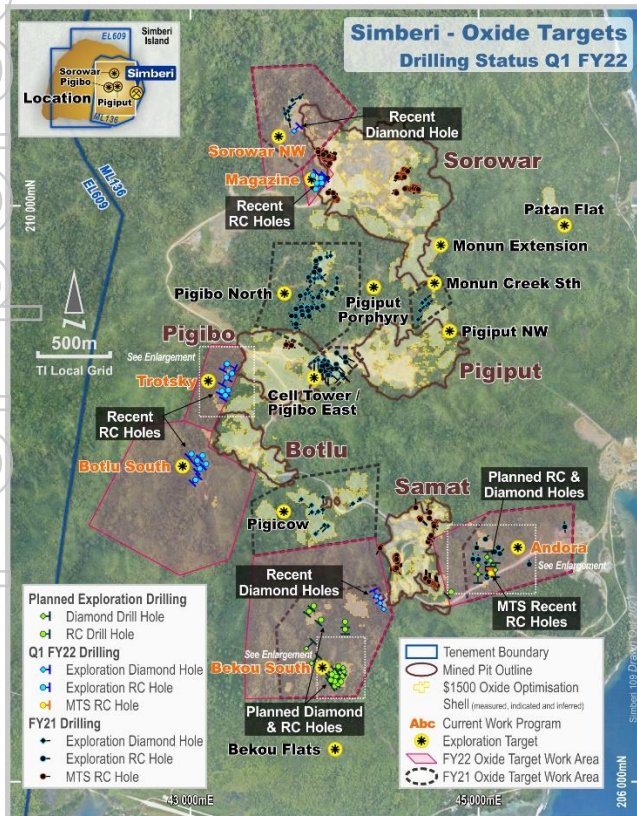 Simberi - Oxide Targets
Drilling Status Q1 FY22
Simberi
Island
EL609
Sorowar
Simberi
Pigibo
Location
Pigiput
ML136
ML136
EL609
Recent
Diamond Hole
Sorowar NW
Sorowar
Magazine
Recent
RC Holes
210 000mN
Patan Flat
Monun Extension
Monun Creek Sth
Pigibo North
Pigiput
Porphyry
N
500m
TI Local Grid
Pigiput NW
Pigibo
See Enlargement
Pigiput
Trotsky
Cell Tower /
Pigibo East
Recent
RC Holes
Botlu
Botlu South
Samat
Planned RC &
Diamond Holes
Pigicow
Andora
See Enlargement
Recent
Diamond Holes
MTS Recent
RC Holes
See Enlargement
Bekou South
Planned Diamond
& RC Holes
Bekou Flats
Planned Exploration Drilling
Diamond Drill Hole
RC Drill Hole
Q1 FY22 Drilling
Exploration Diamond Hole
Exploration RC Hole
MTS RC Hole
FY21 Drilling
Exploration Diamond Hole
Exploration RC Hole
MTS RC Hole
Tenement Boundary
Mined Pit Outline
$1500 Oxide Optimisation
Shell (measured, indicated and inferred)
Abc Current Work Program
Exploration Target
FY22 Oxide Target Work Area
FY21 Oxide Target Work Area
43 000mE
45 000mE
206 000mN